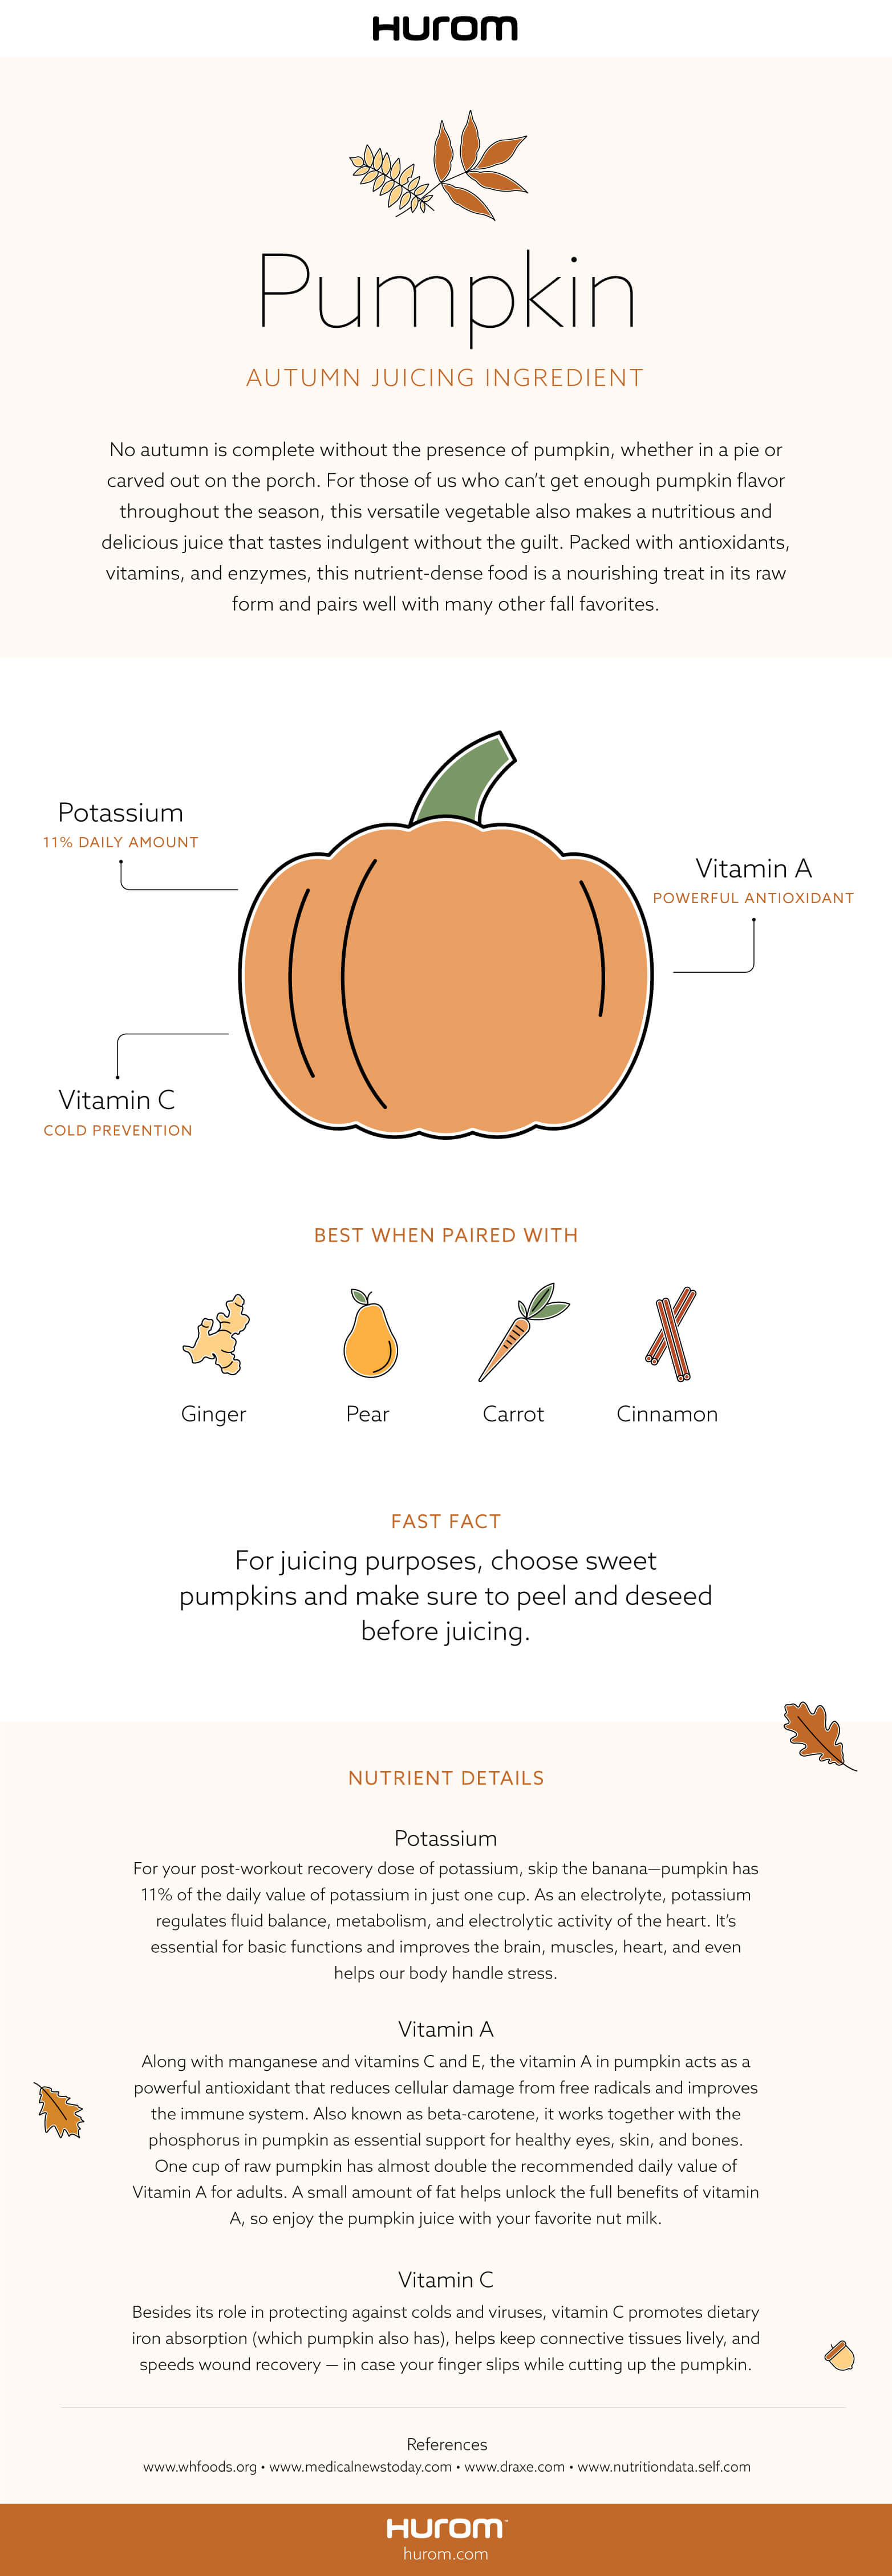 HUROM
Pumpkin
AUTUMN JUICING INGREDIENT
No autumn is complete without the presence of pumpkin, whether in a pie or
carved out on the porch. For those of us who can’t get enough pumpkin flavor
throughout the season, this versatile vegetable also makes a nutritious and
delicious juice that tastes indulgent without the guilt. Packed with antioxidants,
vitamins, and enzymes, this nutrient-dense food is a nourishing treat in its raw
form and pairs well with many other fall favorites.
Potassium
11% DAILY AMOUNT
Vitamin A
POWERFUL ANTIOXIDANT
Vitamin C
COLD PREVENTION
BEST WHEN PAIRED WITH
Ginger
Pear
Carrot
Cinnamon
FAST FACT
For juicing purposes, choose sweet
pumpkins and make sure to peel and deseed
before juicing.
NUTRIENT DETAILS
Potassium
For your post-workout recovery dose of potassium, skip the banana—pumpkin has
11% of the daily value of potassium in just one cup. As an electrolyte, potassium
regulates fluid balance, metabolism, and electrolytic activity of the heart. It’s
essential for basic functions and improves the brain, muscles, heart, and even
helps our body handle stress.
Vitamin A
Along with manganese and vitamins C and E, the vitamin A in pumpkin acts as a
powerful antioxidant that reduces cellular damage from free radicals and improves
the immune system. Also known as beta-carotene, it works together with the
phosphorus in pumpkin as essential support for healthy eyes, skin, and bones.
One cup of raw pumpkin has almost double the recommended daily value of
Vitamin A for adults. A small amount of fat helps unlock the full benefits of vitamin
A, so enjoy the pumpkin juice with your favorite nut milk.
Vitamin C
Besides its role in protecting against colds and viruses, vitamin C promotes dietary
iron absorption (which pumpkin also has), helps keep connective tissues lively, and
speeds wound recovery — in case your finger slips while cutting up the pumpkin.
References
www.whfoods.org • www.medicalnewstoday.com • www.draxe.com • www.nutritiondata.self.com
HUROM™
hurom.com